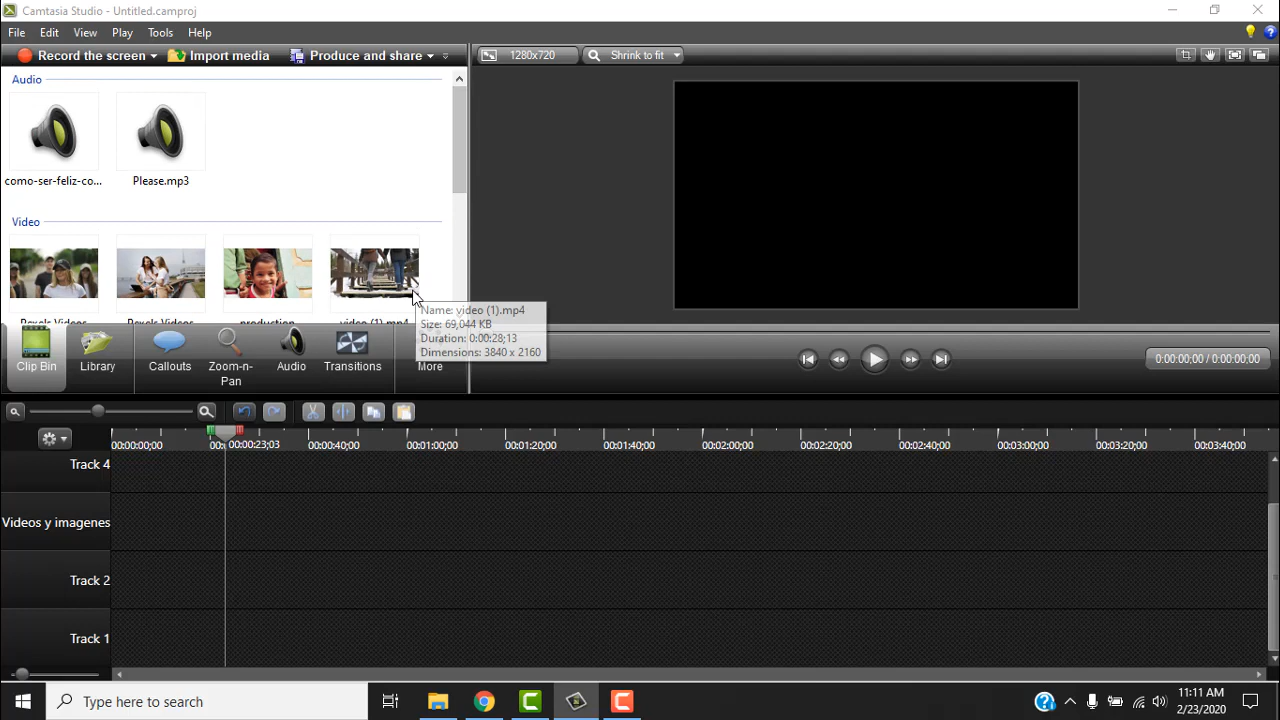 Camtasia Studio - Untitled.camproj
File Edit View Play Tools Help
Record the screen Import media Produce and share 1280x720 Shrink to fit
Audio
como-ser-feliz-co... Please.mp3
Video
production video (1).mp4
Name: video (1).mp4
Size: 69,044 KB
Duration: 0:00:28;13
Dimensions: 3840 x 2160
Clip Bin Library Callouts Zoom-n-Pan Audio Transitions More
0:00:00;00 / 0:00:00;00
00:00:00;00 00:00:23;03 00:00:40;00 00:01:00;00 00:01:20;00 00:01:40;00 00:02:00;00 00:02:20;00 00:02:40;00 00:03:00;00 00:03:20;00 00:03:40;00
Track 4
Videos y imagenes
Track 2
Track 1
Type here to search
11:11 AM
2/23/2020